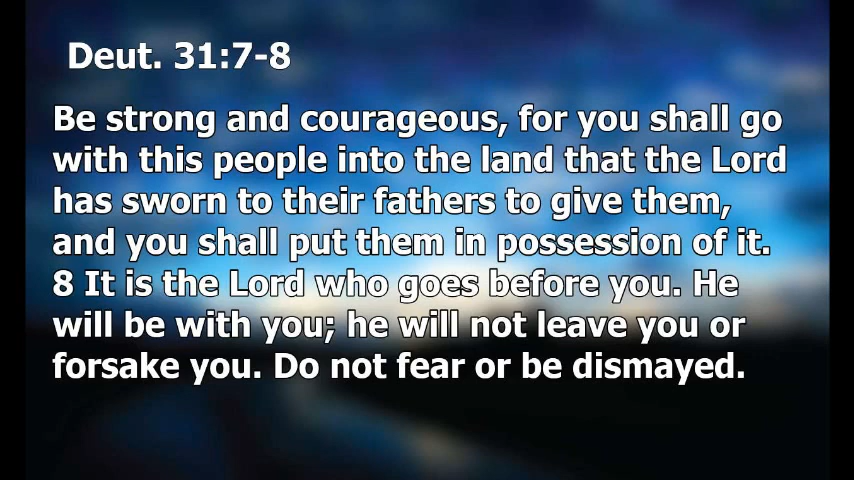 Deut. 31:7-8
Be strong and courageous, for you shall go
with this people into the land that the Lord
has sworn to their fathers to give them,
and you shall put them in possession of it.
8 It is the Lord who goes before you. He
will be with you; he will not leave you or
forsake you. Do not fear or be dismayed.